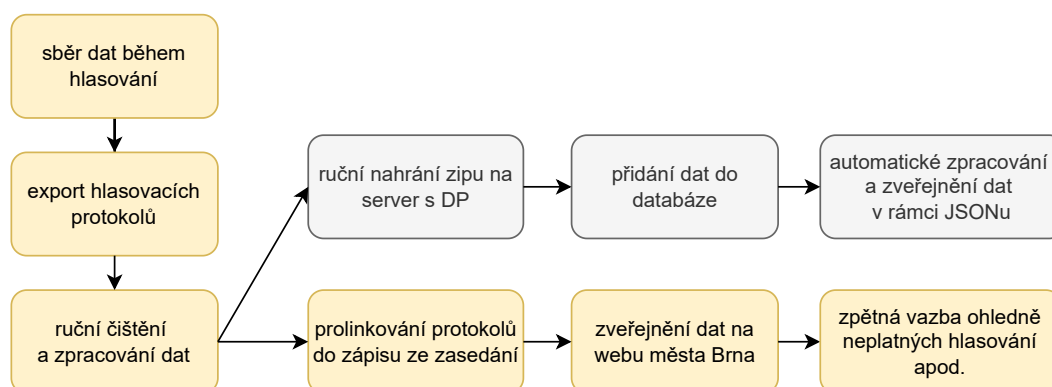 sběr dat během
hlasování
export hlasovacích
protokolů
ruční čištění
a zpracování dat
ruční nahrání zipu na
server s DP
přidání dat do
databáze
automatické zpracování
a zveřejnění dat
v rámci JSONu
prolinkování protokolů
do zápisu ze zasedání
zveřejnění dat na
webu města Brna
zpětná vazba ohledně
neplatných hlasování
apod.